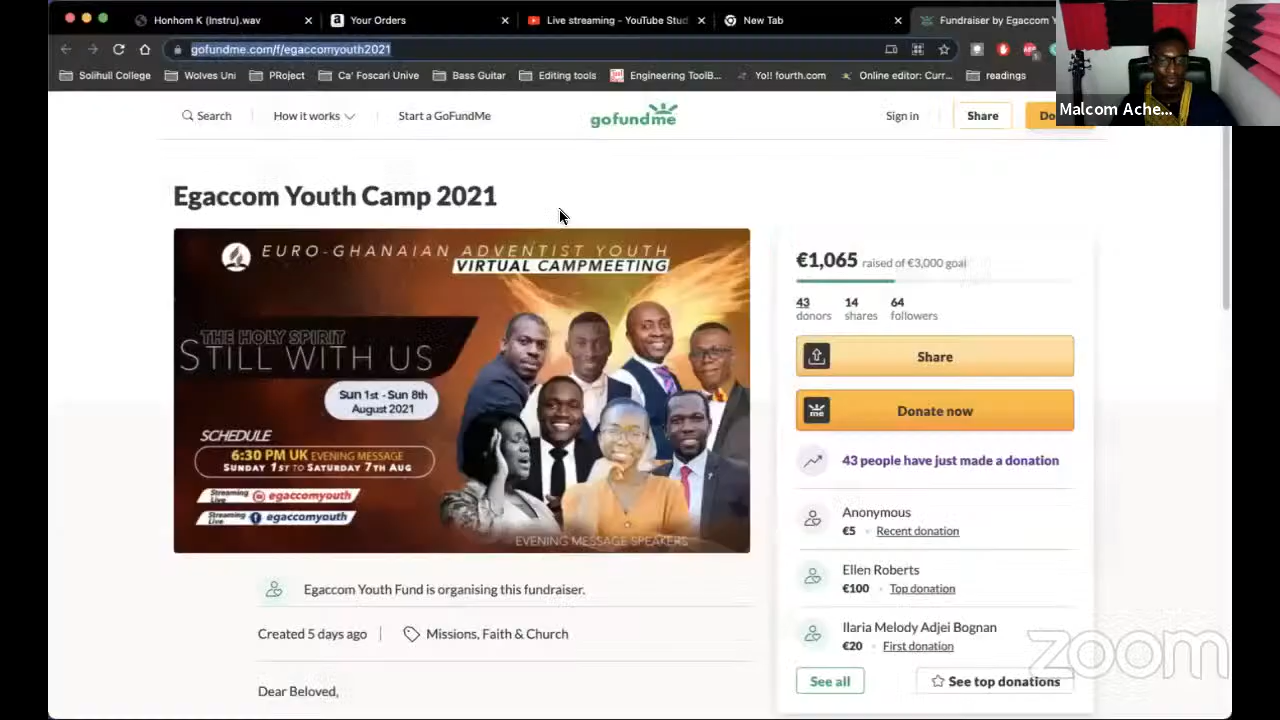 Honhom K (Instru).wav
Your Orders
Live streaming - YouTube Stud
New Tab
Fundraiser by Egaccom Y
gofundme.com/f/egaccomyouth2021
Solihull College
Wolves Uni
PRoject
Ca' Foscari Unive
Bass Guitar
Editing tools
Engineering ToolB...
Yo!! fourth.com
Online editor: Curr...
readings
Malcom Ache...
Search
How it works
Start a GoFundMe
gofundme
Sign in
Share
Do
Egaccom Youth Camp 2021
EURO-GHANAIAN ADVENTIST YOUTH
VIRTUAL CAMPMEETING
THE HOLY SPIRIT
STILL WITH US
Sun 1st - Sun 8th
August 2021
SCHEDULE
6:30 PM UK EVENING MESSAGE
SUNDAY 1ST TO SATURDAY 7TH AUG
Streaming Live egaccomyouth
Streaming Live egaccomyouth
EVENING MESSAGE SPEAKERS
€1,065 raised of €3,000 goal
43 donors
14 shares
64 followers
Share
me
Donate now
43 people have just made a donation
Anonymous
€5 · Recent donation
Ellen Roberts
€100 · Top donation
Ilaria Melody Adjei Bognan
€20 · First donation
See all
See top donations
Egaccom Youth Fund is organising this fundraiser.
Created 5 days ago
Missions, Faith & Church
Dear Beloved,
zoom